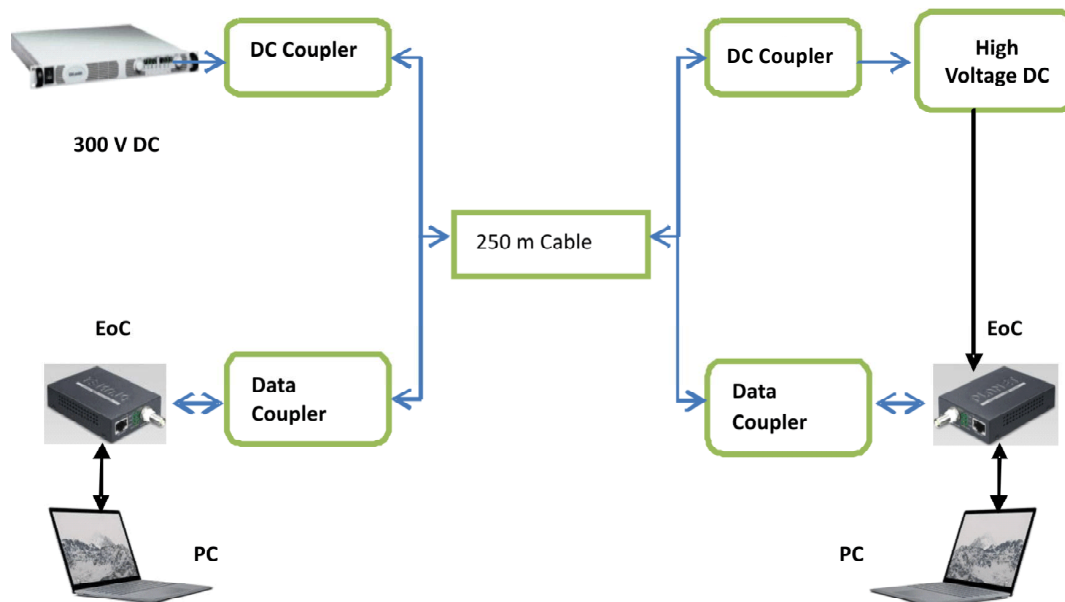 DC Coupler
DC Coupler
High
Voltage DC
300 V DC
250 m Cable
EoC
EoC
Data
Coupler
Data
Coupler
PLANET
PC
PC